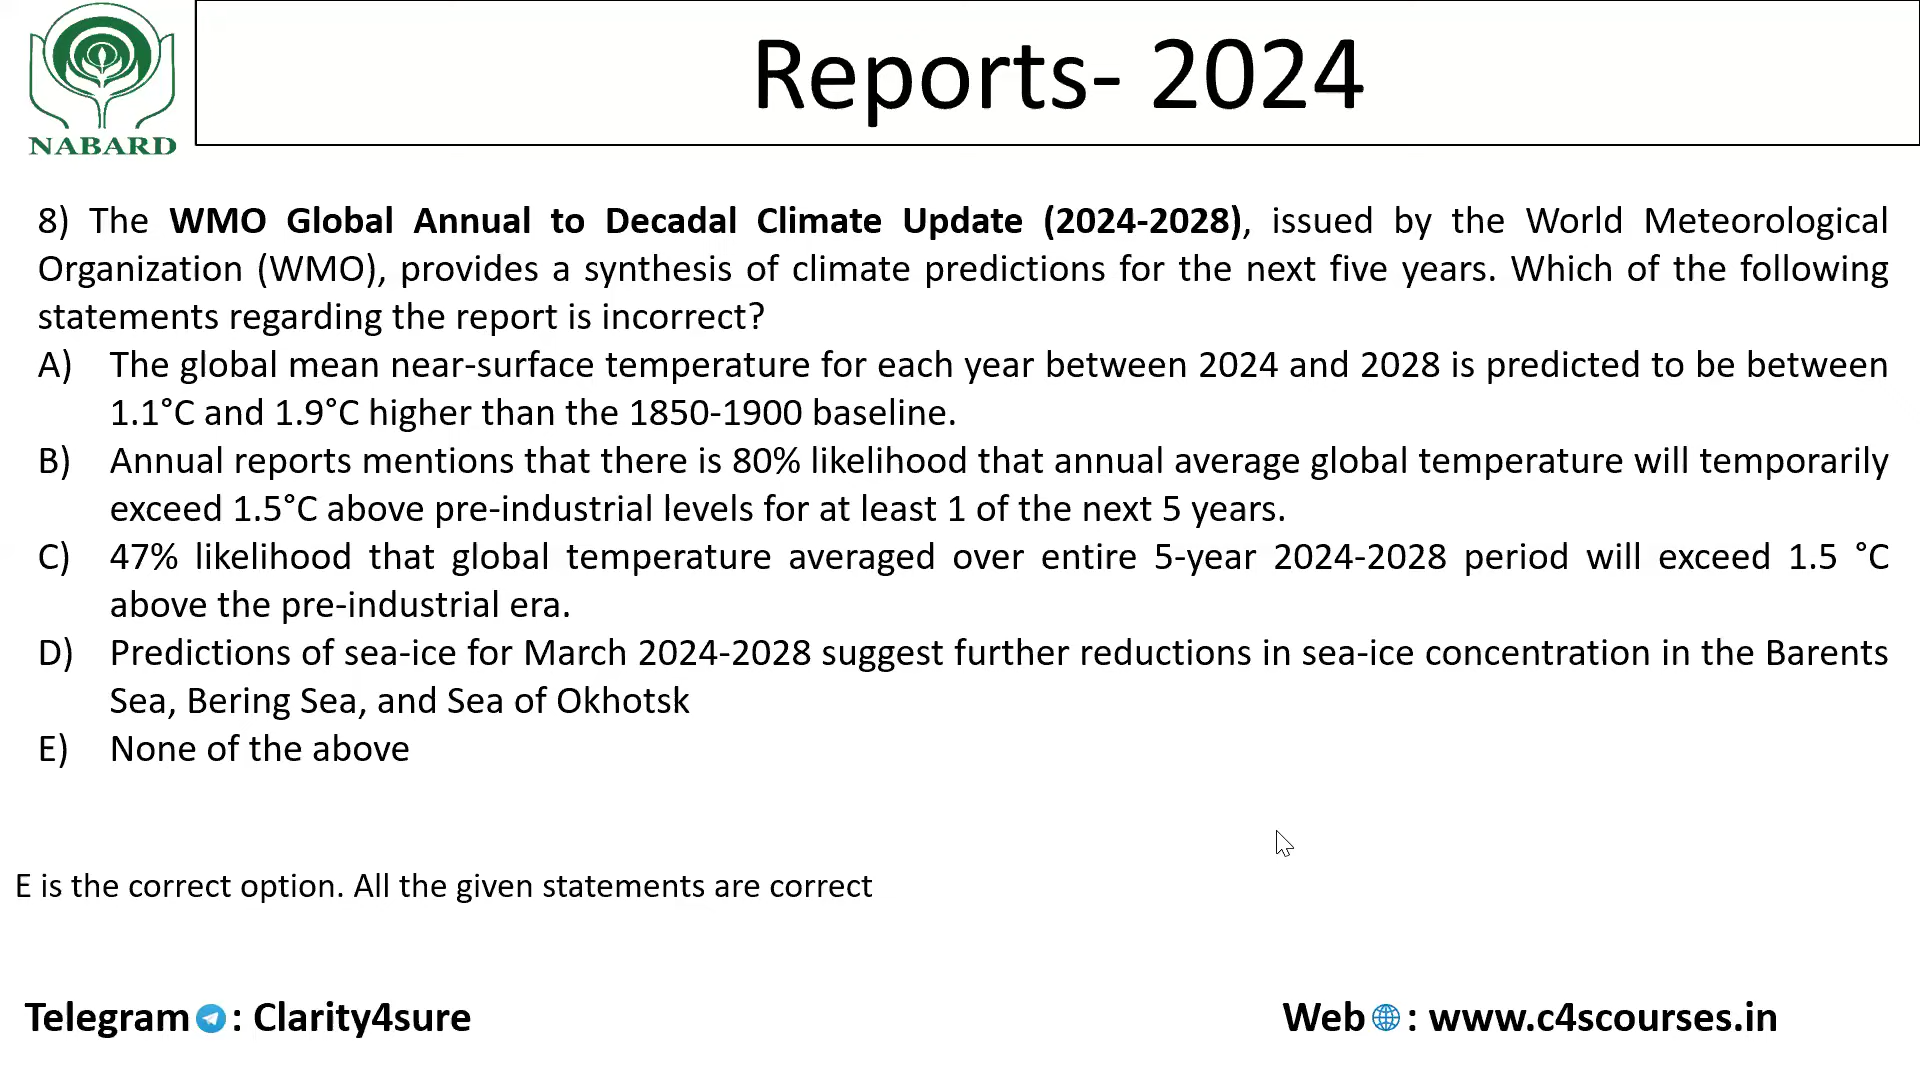 NABARD
Reports- 2024
8) The WMO Global Annual to Decadal Climate Update (2024-2028), issued by the World Meteorological
Organization (WMO), provides a synthesis of climate predictions for the next five years. Which of the following
statements regarding the report is incorrect?
A) The global mean near-surface temperature for each year between 2024 and 2028 is predicted to be between
1.1°C and 1.9°C higher than the 1850-1900 baseline.
B) Annual reports mentions that there is 80% likelihood that annual average global temperature will temporarily
exceed 1.5°C above pre-industrial levels for at least 1 of the next 5 years.
C) 47% likelihood that global temperature averaged over entire 5-year 2024-2028 period will exceed 1.5 °C
above the pre-industrial era.
D) Predictions of sea-ice for March 2024-2028 suggest further reductions in sea-ice concentration in the Barents
Sea, Bering Sea, and Sea of Okhotsk
E) None of the above
E is the correct option. All the given statements are correct
Telegram : Clarity4sure
Web : www.c4scourses.in